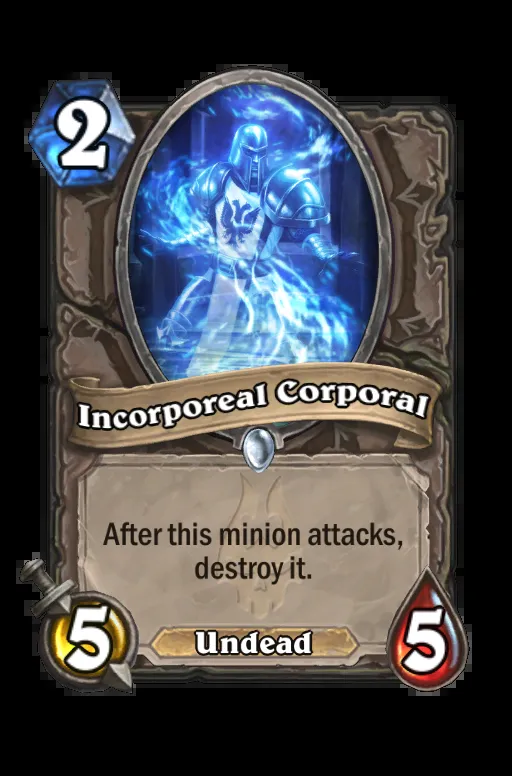 2
Incorporeal Corporal
After this minion attacks,
destroy it.
5
Undead
5